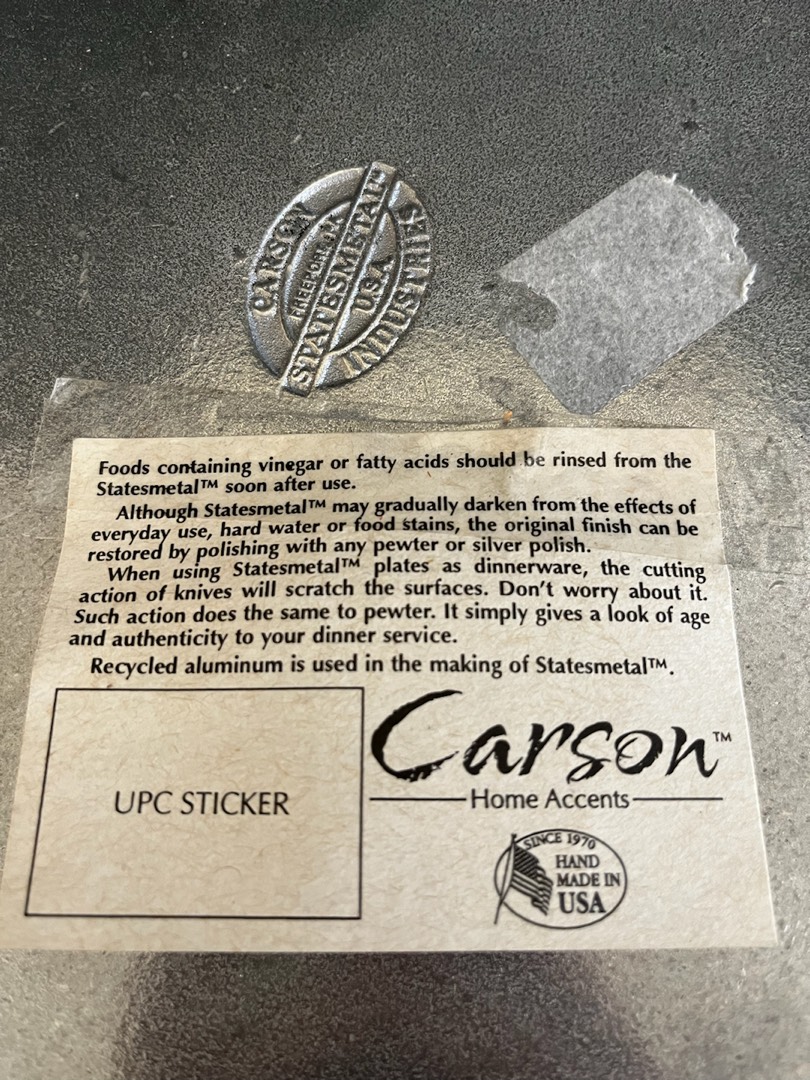 CARSON
FREEPORT, PA
STATESMETAL™
U.S.A.
INDUSTRIES
Foods containing vinegar or fatty acids should be rinsed from the
Statesmetal™ soon after use.
Although Statesmetal™ may gradually darken from the effects of
everyday use, hard water or food stains, the original finish can be
restored by polishing with any pewter or silver polish.
When using Statesmetal™ plates as dinnerware, the cutting
action of knives will scratch the surfaces. Don't worry about it.
Such action does the same to pewter. It simply gives a look of age
and authenticity to your dinner service.
Recycled aluminum is used in the making of Statesmetal™.
UPC STICKER
Carson™
Home Accents
SINCE 1970
HAND
MADE IN
USA